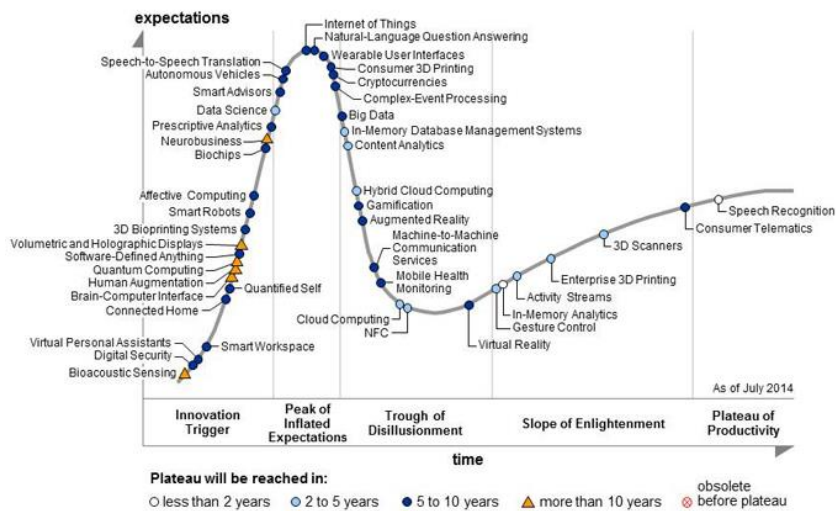 expectations
Internet of Things
Natural-Language Question Answering
Wearable User Interfaces
Speech-to-Speech Translation
Consumer 3D Printing
Autonomous Vehicles
Cryptocurrencies
Smart Advisors
Complex-Event Processing
Data Science
Big Data
Prescriptive Analytics
In-Memory Database Management Systems
Neurobusiness
Content Analytics
Biochips
Hybrid Cloud Computing
Affective Computing
Gamification
Speech Recognition
Smart Robots
Augmented Reality
Consumer Telematics
3D Bioprinting Systems
Machine-to-Machine
Communication
Services
Volumetric and Holographic Displays
3D Scanners
Software-Defined Anything
Quantum Computing
Mobile Health
Monitoring
Human Augmentation
Enterprise 3D Printing
Brain-Computer Interface
Quantified Self
Activity Streams
Connected Home
Cloud Computing
In-Memory Analytics
NFC
Gesture Control
Virtual Personal Assistants
Smart Workspace
Virtual Reality
Digital Security
Bioacoustic Sensing
As of July 2014
Innovation
Trigger
Peak of
Inflated
Expectations
Trough of
Disillusionment
Slope of Enlightenment
Plateau of
Productivity
time
Plateau will be reached in:
less than 2 years
2 to 5 years
5 to 10 years
more than 10 years
obsolete
before plateau